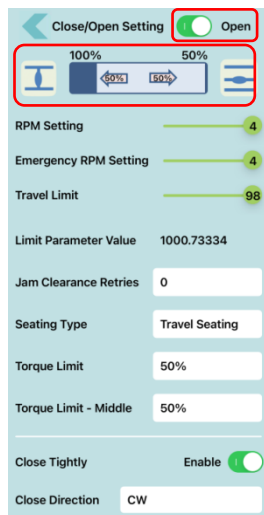 Close/Open Setting Open
100% 50%
50% 50%
RPM Setting 4
Emergency RPM Setting 4
Travel Limit 98
Limit Parameter Value 1000.73334
Jam Clearance Retries 0
Seating Type Travel Seating
Torque Limit 50%
Torque Limit - Middle 50%
Close Tightly Enable
Close Direction CW